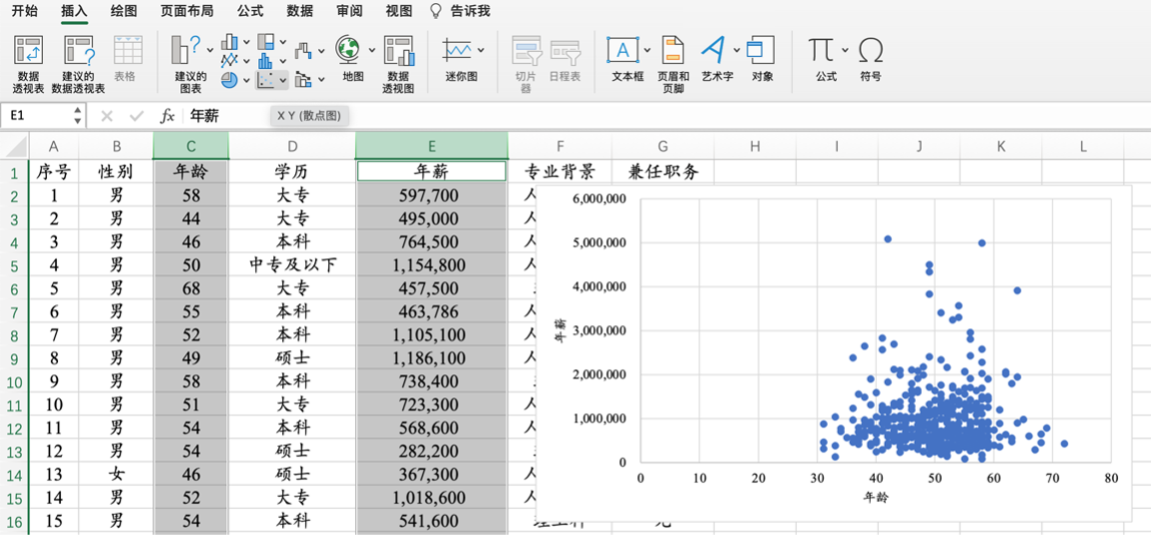 开始 插入 绘图 页面布局 公式 数据 审阅 视图 告诉我
数据透视表 建议的数据透视表 表格 建议的图表 地图 数据透视图 迷你图 切片器 日程表 文本框 页眉和页脚 艺术字 对象 公式 符号
E1 fx 年薪 X Y (散点图)
A B C D E F G H I J K L
1 序号 性别 年龄 学历 年薪 专业背景 兼任职务
2 1 男 58 大专 597,700
3 2 男 44 大专 495,000
4 3 男 46 本科 764,500
5 4 男 50 中专及以下 1,154,800
6 5 男 68 大专 457,500
7 6 男 55 本科 463,786
8 7 男 52 本科 1,105,100
9 8 男 49 硕士 1,186,100
10 9 男 58 本科 738,400
11 10 男 51 大专 723,300
12 11 男 54 本科 568,600
13 12 男 54 硕士 282,200
14 13 女 46 硕士 367,300
15 14 男 52 大专 1,018,600
16 15 男 54 本科 541,600
6,000,000
5,000,000
4,000,000
3,000,000
2,000,000
1,000,000
0
年薪
0 10 20 30 40 50 60 70 80
年龄